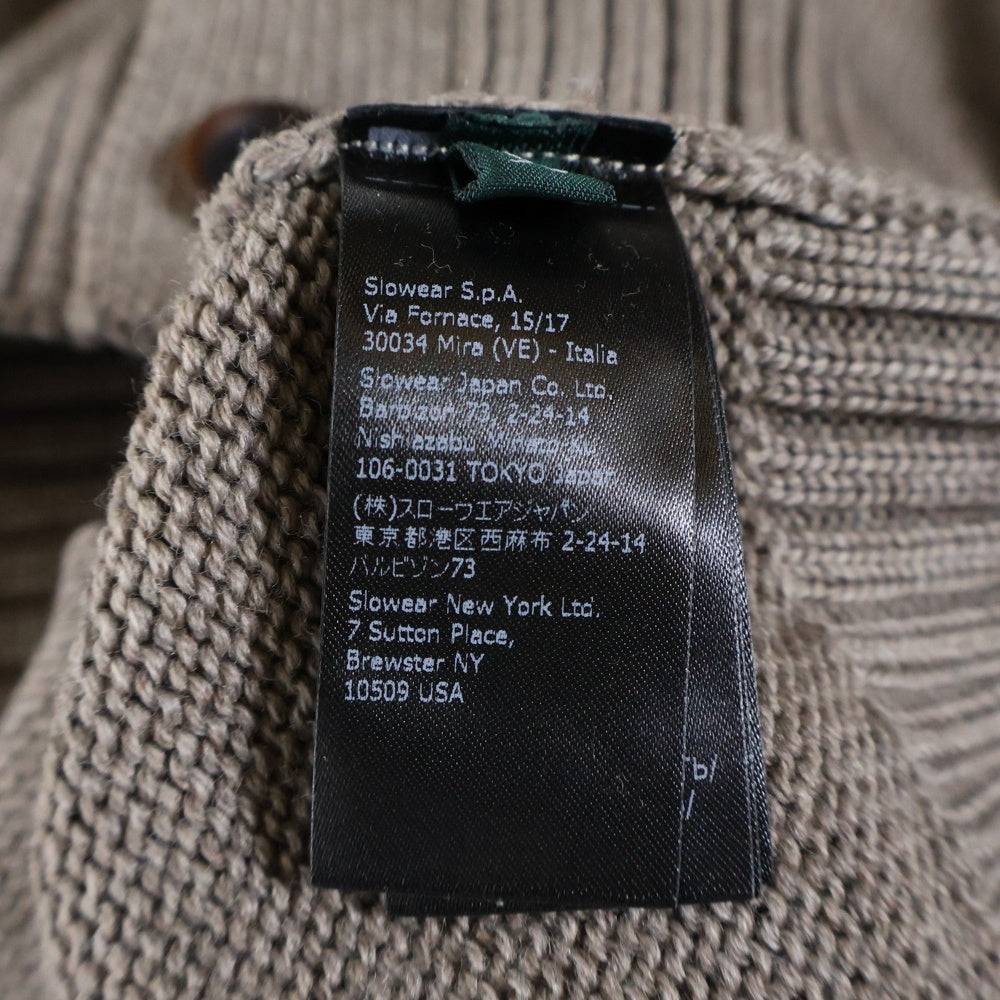 Slowear S.p.A.
Via Fornace, 15/17
30034 Mira (VE) - Italia
Slowear Japan Co. Ltd.
Barbizon 73, 2-24-14
Nishiazabu Minato-Ku
106-0031 TOKYO Japan
(株)スローウエアジャパン
東京都港区西麻布 2-24-14
バルビゾン73
Slowear New York Ltd.
7 Sutton Place,
Brewster NY
10509 USA